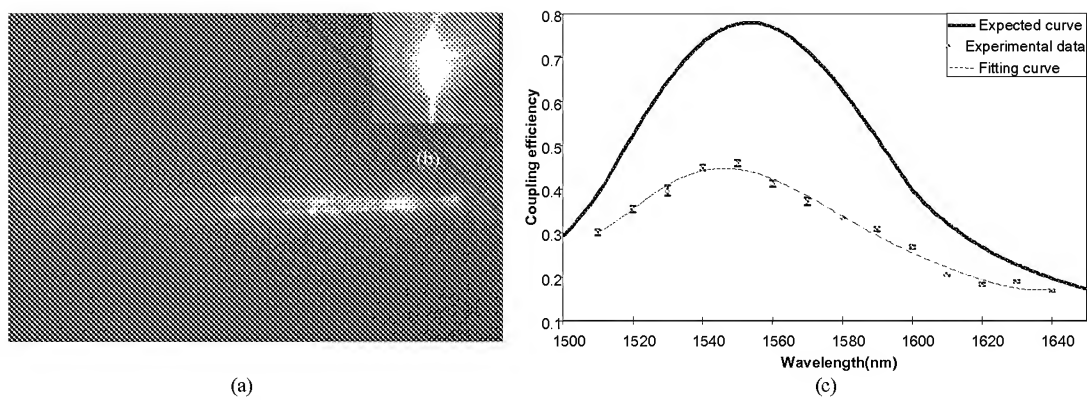 (b)
(a)
0.8
0.7
0.6
0.5
0.4
0.3
0.2
0.1
Coupling efficiency
Expected curve
Experimental data
Fitting curve
1500 1520 1540 1560 1580 1600 1620 1640
Wavelength(nm)
(c)